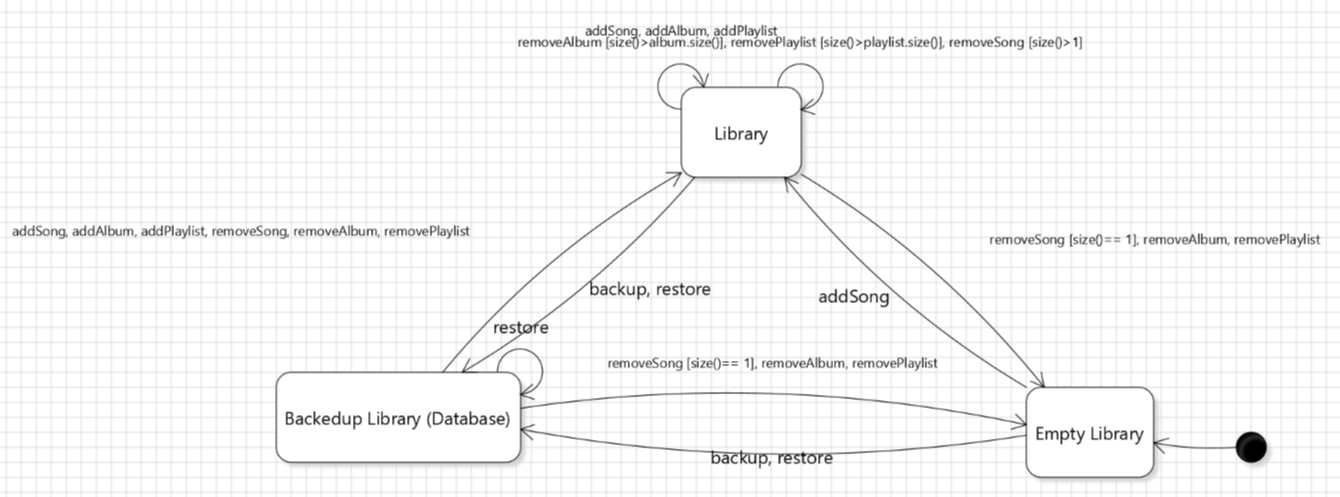 addSong, addAlbum, addPlaylist
removeAlbum [size()>album.size()], removePlaylist [size()>playlist.size()], removeSong [size()>1]
Library
addSong, addAlbum, addPlaylist, removeSong, removeAlbum, removePlaylist
removeSong [size()== 1], removeAlbum, removePlaylist
backup, restore
addSong
restore
removeSong [size()== 1], removeAlbum, removePlaylist
Backedup Library (Database)
Empty Library
backup, restore